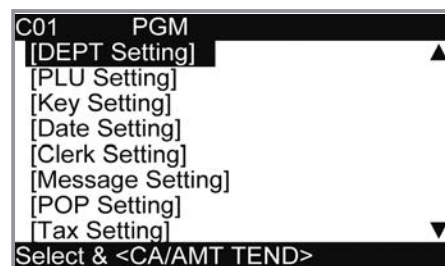 C01 PGM
[DEPT Setting]
[PLU Setting]
[Key Setting]
[Date Setting]
[Clerk Setting]
[Message Setting]
[POP Setting]
[Tax Setting]
Select & <CA/AMT TEND>